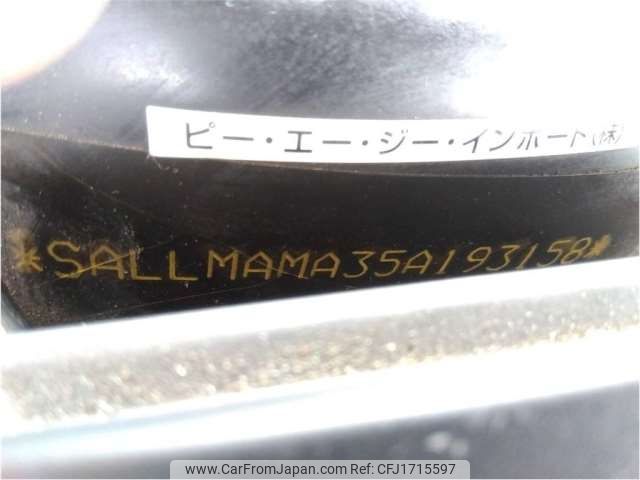 ピー・エー・ジー・インポート(株)
*SALLMAMA35A193158*
www.CarFromJapan.com Ref: CFJ1715597